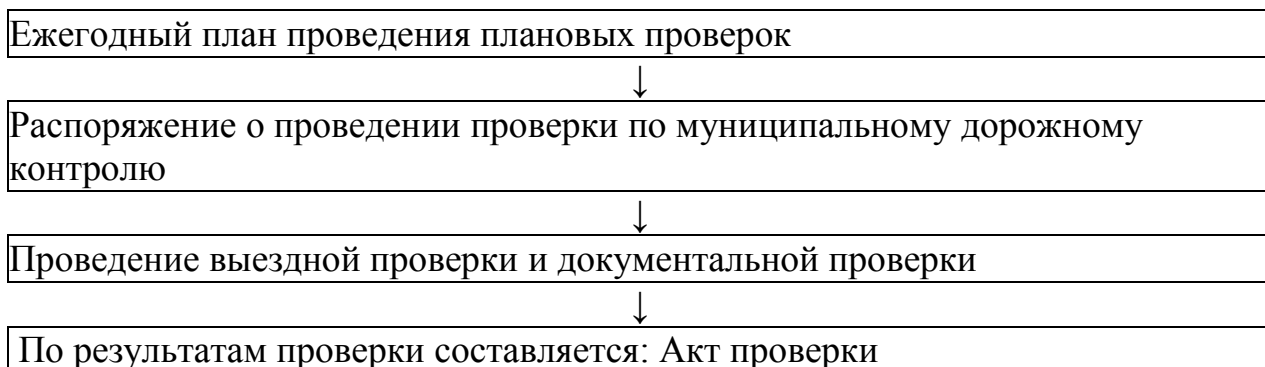 Ежегодный план проведения плановых проверок
↓
Распоряжение о проведении проверки по муниципальному дорожному
контролю
↓
Проведение выездной проверки и документальной проверки
↓
По результатам проверки составляется: Акт проверки